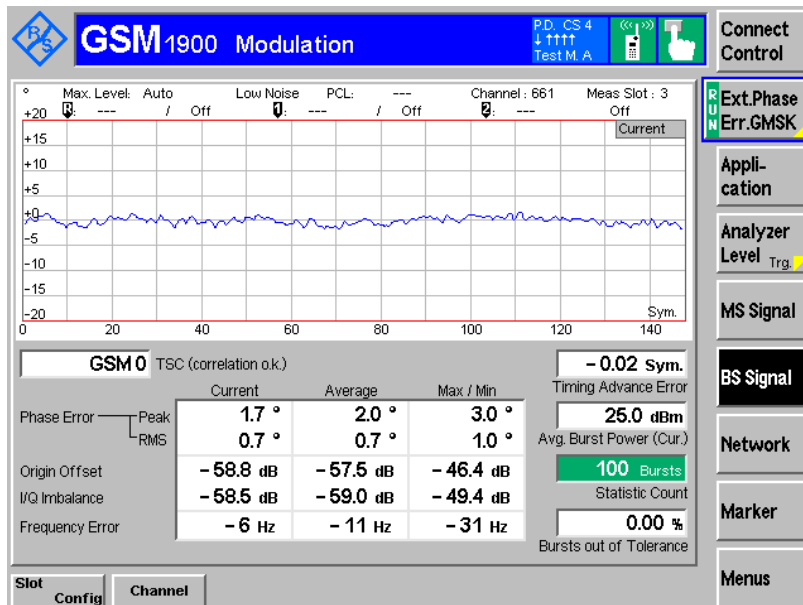 R&S
GSM 1900 Modulation
P.D. CS 4
↓ ↑↑↑↑
Test M. A
Connect Control
° Max. Level: Auto Low Noise PCL: --- Channel : 661 Meas Slot : 3
R: --- / Off 1: --- / Off 2: --- Off
Current
+20
+15
+10
+5
+0
-5
-10
-15
-20
Sym.
0 20 40 60 80 100 120 140
GSM 0 TSC (correlation o.k.)
Current Average Max / Min
Phase Error Peak 1.7 ° 2.0 ° 3.0 °
RMS 0.7 ° 0.7 ° 1.0 °
Origin Offset – 58.8 dB – 57.5 dB – 46.4 dB
I/Q Imbalance – 58.5 dB – 59.0 dB – 49.4 dB
Frequency Error – 6 Hz – 11 Hz – 31 Hz
– 0.02 Sym.
Timing Advance Error
25.0 dBm
Avg. Burst Power (Cur.)
100 Bursts
Statistic Count
0.00 %
Bursts out of Tolerance
RUN
Ext.Phase
Err.GMSK
Appli-
cation
Analyzer
Level Trg.
MS Signal
BS Signal
Network
Marker
Menus
Slot
Config
Channel